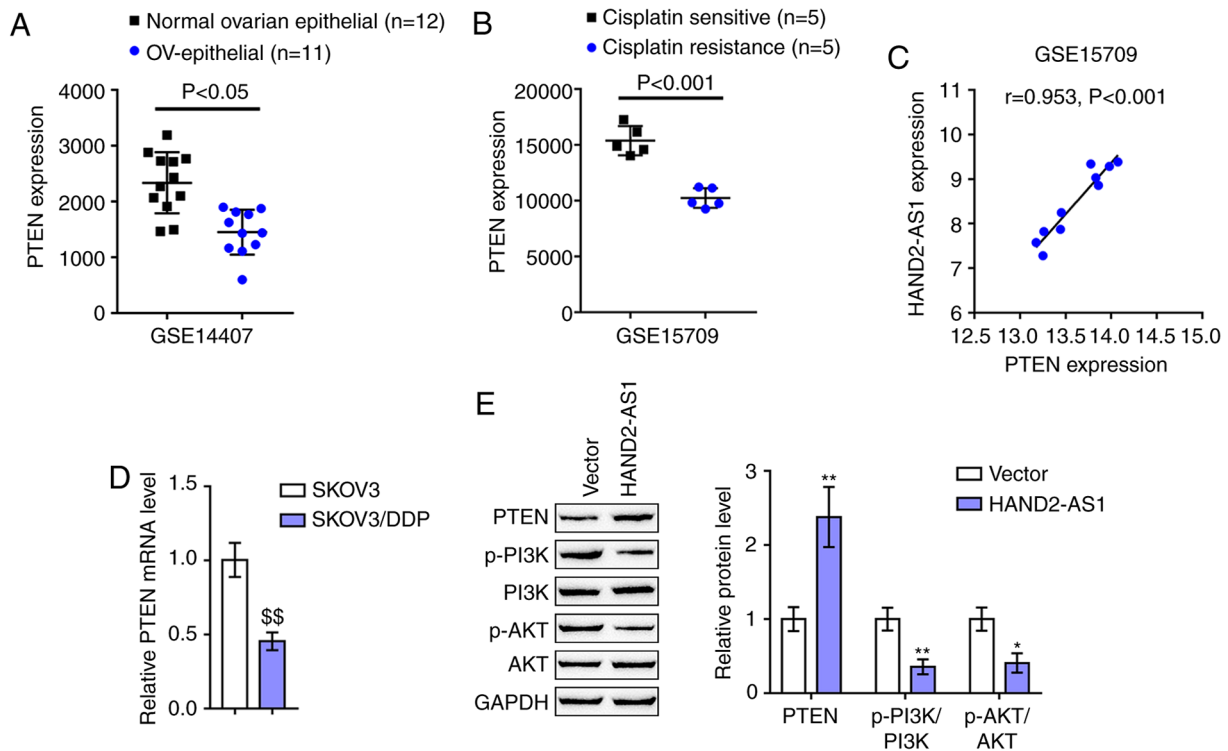 A
Normal ovarian epithelial (n=12)
OV-epithelial (n=11)
P<0.05
PTEN expression
4000
3000
2000
1000
0
GSE14407
B
Cisplatin sensitive (n=5)
Cisplatin resistance (n=5)
P<0.001
PTEN expression
20000
15000
10000
5000
0
GSE15709
C
GSE15709
r=0.953, P<0.001
HAND2-AS1 expression
11
10
9
8
7
6
12.5 13.0 13.5 14.0 14.5 15.0
PTEN expression
D
Relative PTEN mRNA level
1.5
1.0
0.5
0.0
SKOV3
SKOV3/DDP
$$
E
Vector
HAND2-AS1
PTEN
p-PI3K
PI3K
p-AKT
AKT
GAPDH
Relative protein level
3
2
1
0
Vector
HAND2-AS1
**
**
*
PTEN
p-PI3K/
PI3K
p-AKT/
AKT